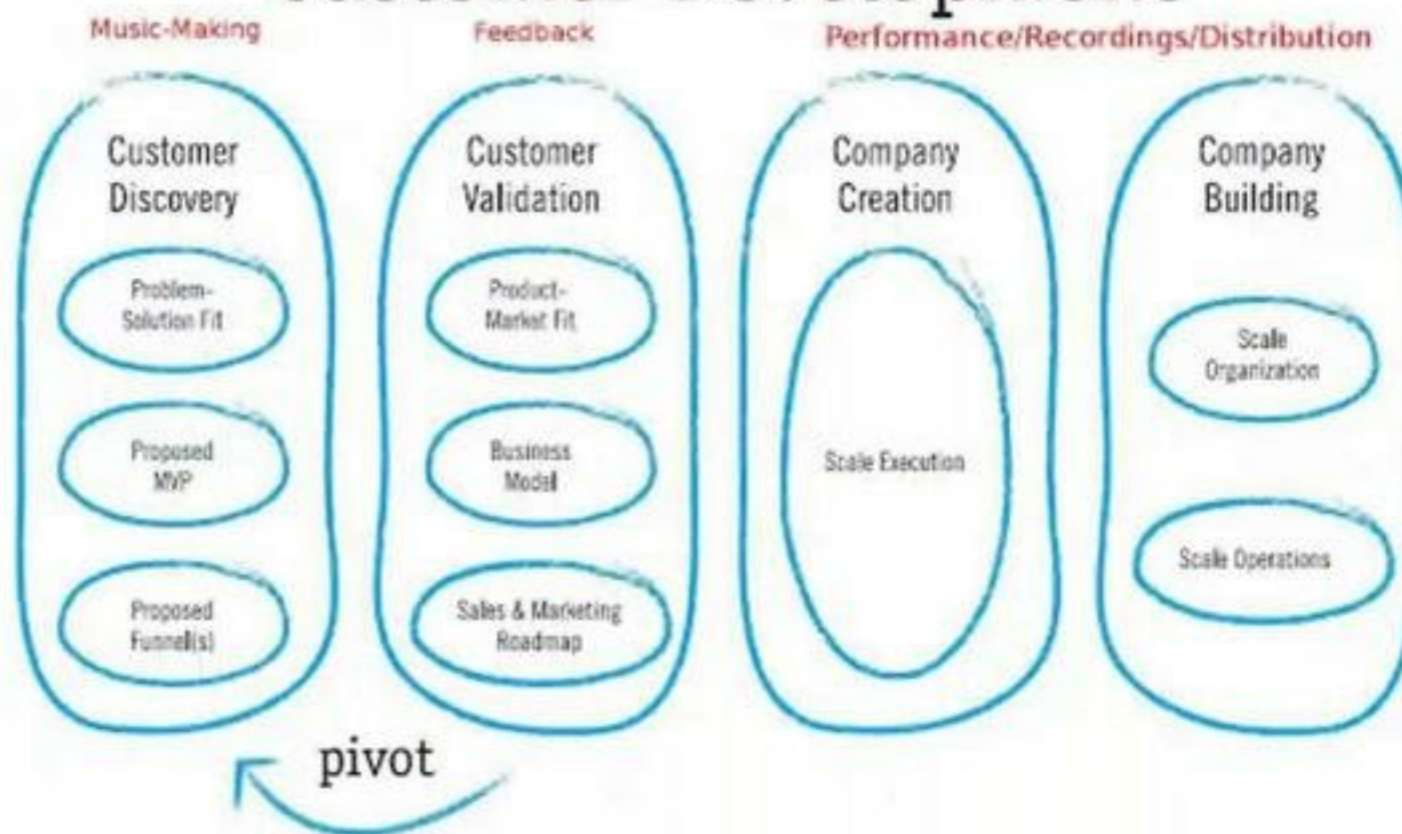 Music-Making
Feedback
Performance/Recordings/Distribution
Customer
Discovery
Problem-
Solution Fit
Proposed
MVP
Proposed
Funnel(s)
Customer
Validation
Product-
Market Fit
Business
Model
Sales & Marketing
Roadmap
Company
Creation
Scale Execution
Company
Building
Scale
Organization
Scale Operations
pivot